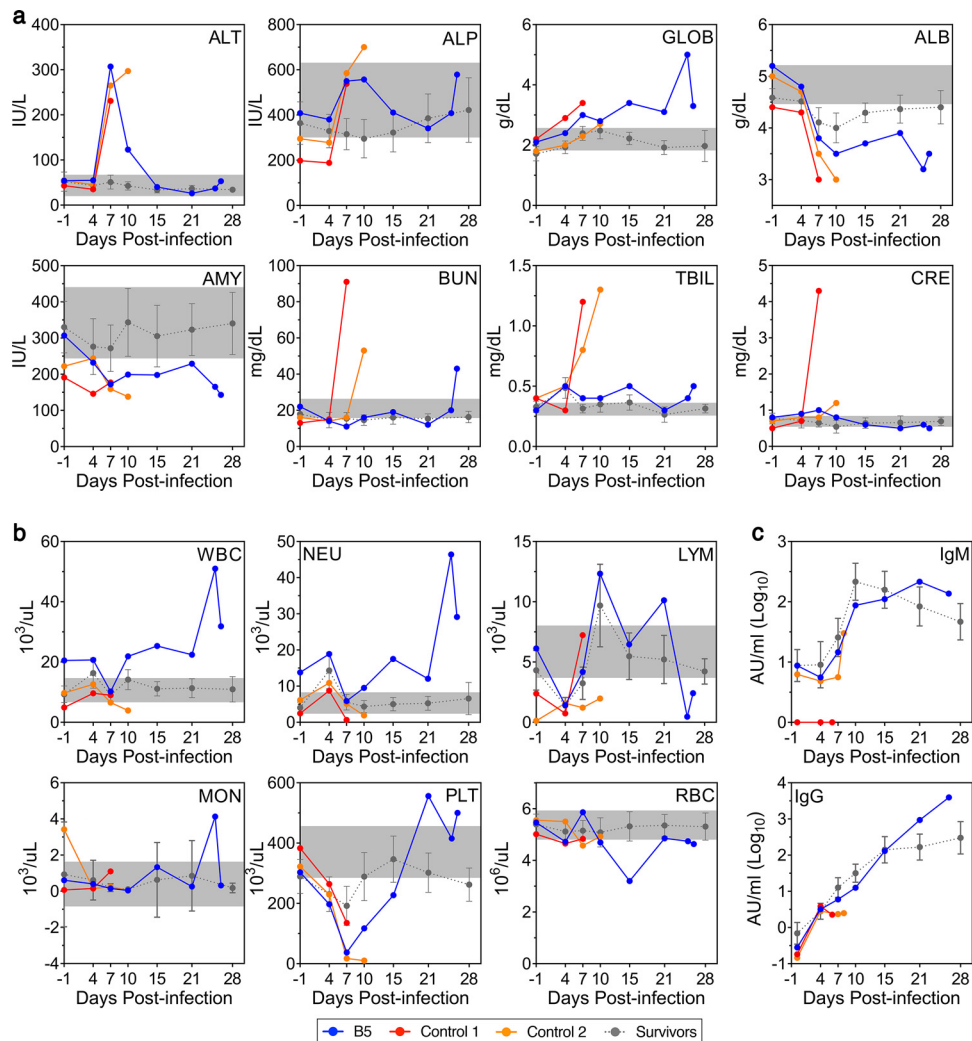 a
ALT
IU/L
400
300
200
100
0
-1 4 7 10 15 21 28
Days Post-infection
ALP
IU/L
800
600
400
200
0
-1 4 7 10 15 21 28
Days Post-infection
GLOB
g/dL
6
4
2
0
-1 4 7 10 15 21 28
Days Post-infection
ALB
g/dL
6
5
4
3
-1 4 7 10 15 21 28
Days Post-infection
AMY
IU/L
500
400
300
200
100
0
-1 4 7 10 15 21 28
Days Post-infection
BUN
mg/dL
100
80
60
40
20
0
-1 4 7 10 15 21 28
Days Post-infection
TBIL
mg/dL
1.5
1.0
0.5
0.0
-1 4 7 10 15 21 28
Days Post-infection
CRE
mg/dL
5
4
3
2
1
0
-1 4 7 10 15 21 28
Days Post-infection
b
WBC
10³/uL
60
40
20
0
-1 4 7 10 15 21 28
Days Post-infection
NEU
10³/uL
50
40
30
20
10
0
-1 4 7 10 15 21 28
Days Post-infection
LYM
10³/uL
15
10
5
0
-1 4 7 10 15 21 28
Days Post-infection
c
IgM
AU/ml (Log₁₀)
3
2
1
0
-1 4 7 10 15 21 28
Days Post-infection
MON
10³/uL
6
4
2
0
-2
-4
-1 4 7 10 15 21 28
Days Post-infection
PLT
10³/uL
600
400
200
0
-1 4 7 10 15 21 28
Days Post-infection
RBC
10⁶/uL
8
6
4
2
0
-1 4 7 10 15 21 28
Days Post-infection
IgG
AU/ml (Log₁₀)
4
3
2
1
0
-1
-1 4 7 10 15 21 28
Days Post-infection
B5 Control 1 Control 2 Survivors